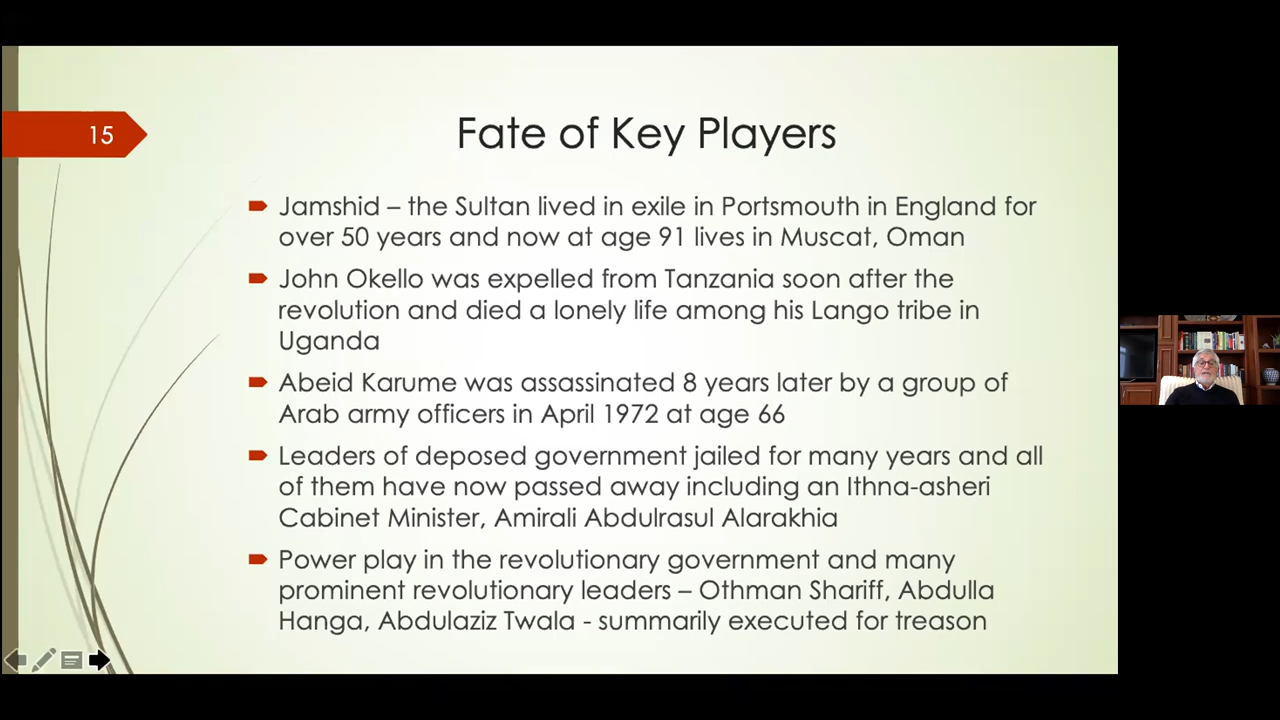 15
Fate of Key Players
Jamshid – the Sultan lived in exile in Portsmouth in England for
over 50 years and now at age 91 lives in Muscat, Oman
John Okello was expelled from Tanzania soon after the
revolution and died a lonely life among his Lango tribe in
Uganda
Abeid Karume was assassinated 8 years later by a group of
Arab army officers in April 1972 at age 66
Leaders of deposed government jailed for many years and all
of them have now passed away including an Ithna-asheri
Cabinet Minister, Amirali Abdulrasul Alarakhia
Power play in the revolutionary government and many
prominent revolutionary leaders – Othman Shariff, Abdulla
Hanga, Abdulaziz Twala - summarily executed for treason